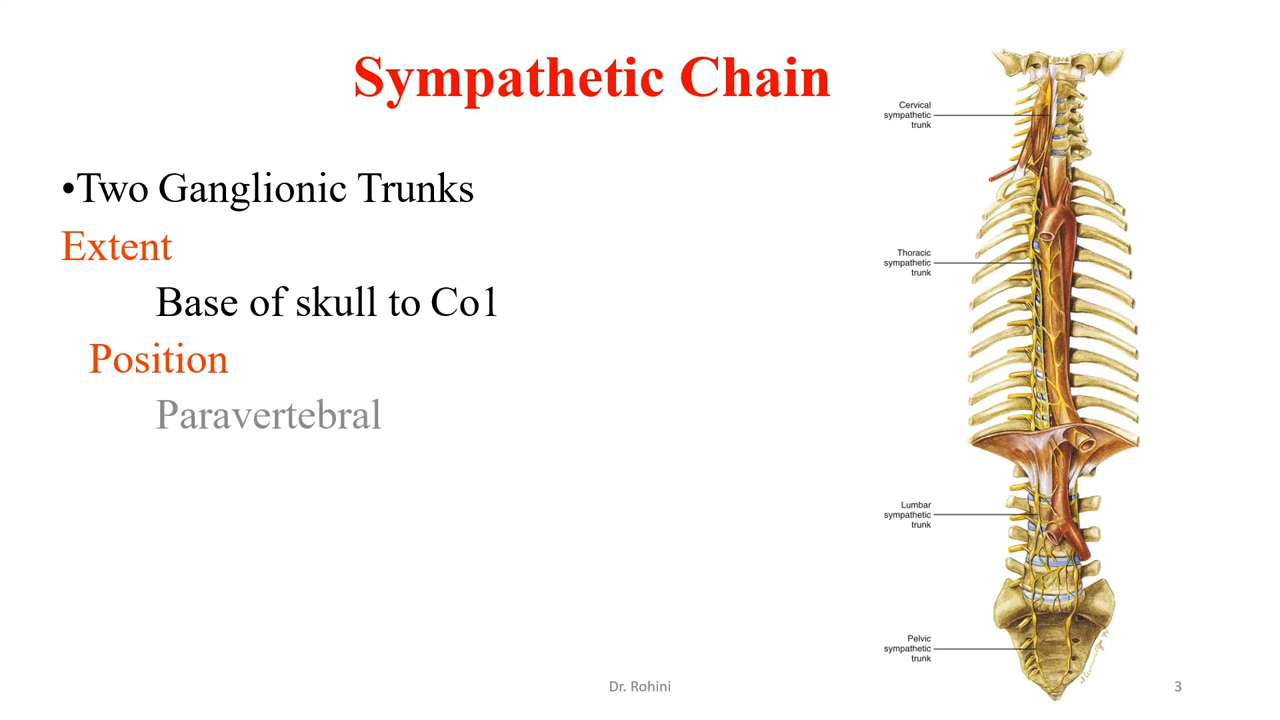 Sympathetic Chain
•Two Ganglionic Trunks
Extent
Base of skull to Co1
Position
Paravertebral
Cervical
sympathetic
trunk
Thoracic
sympathetic
trunk
Lumbar
sympathetic
trunk
Pelvic
sympathetic
trunk
Dr. Rohini
3